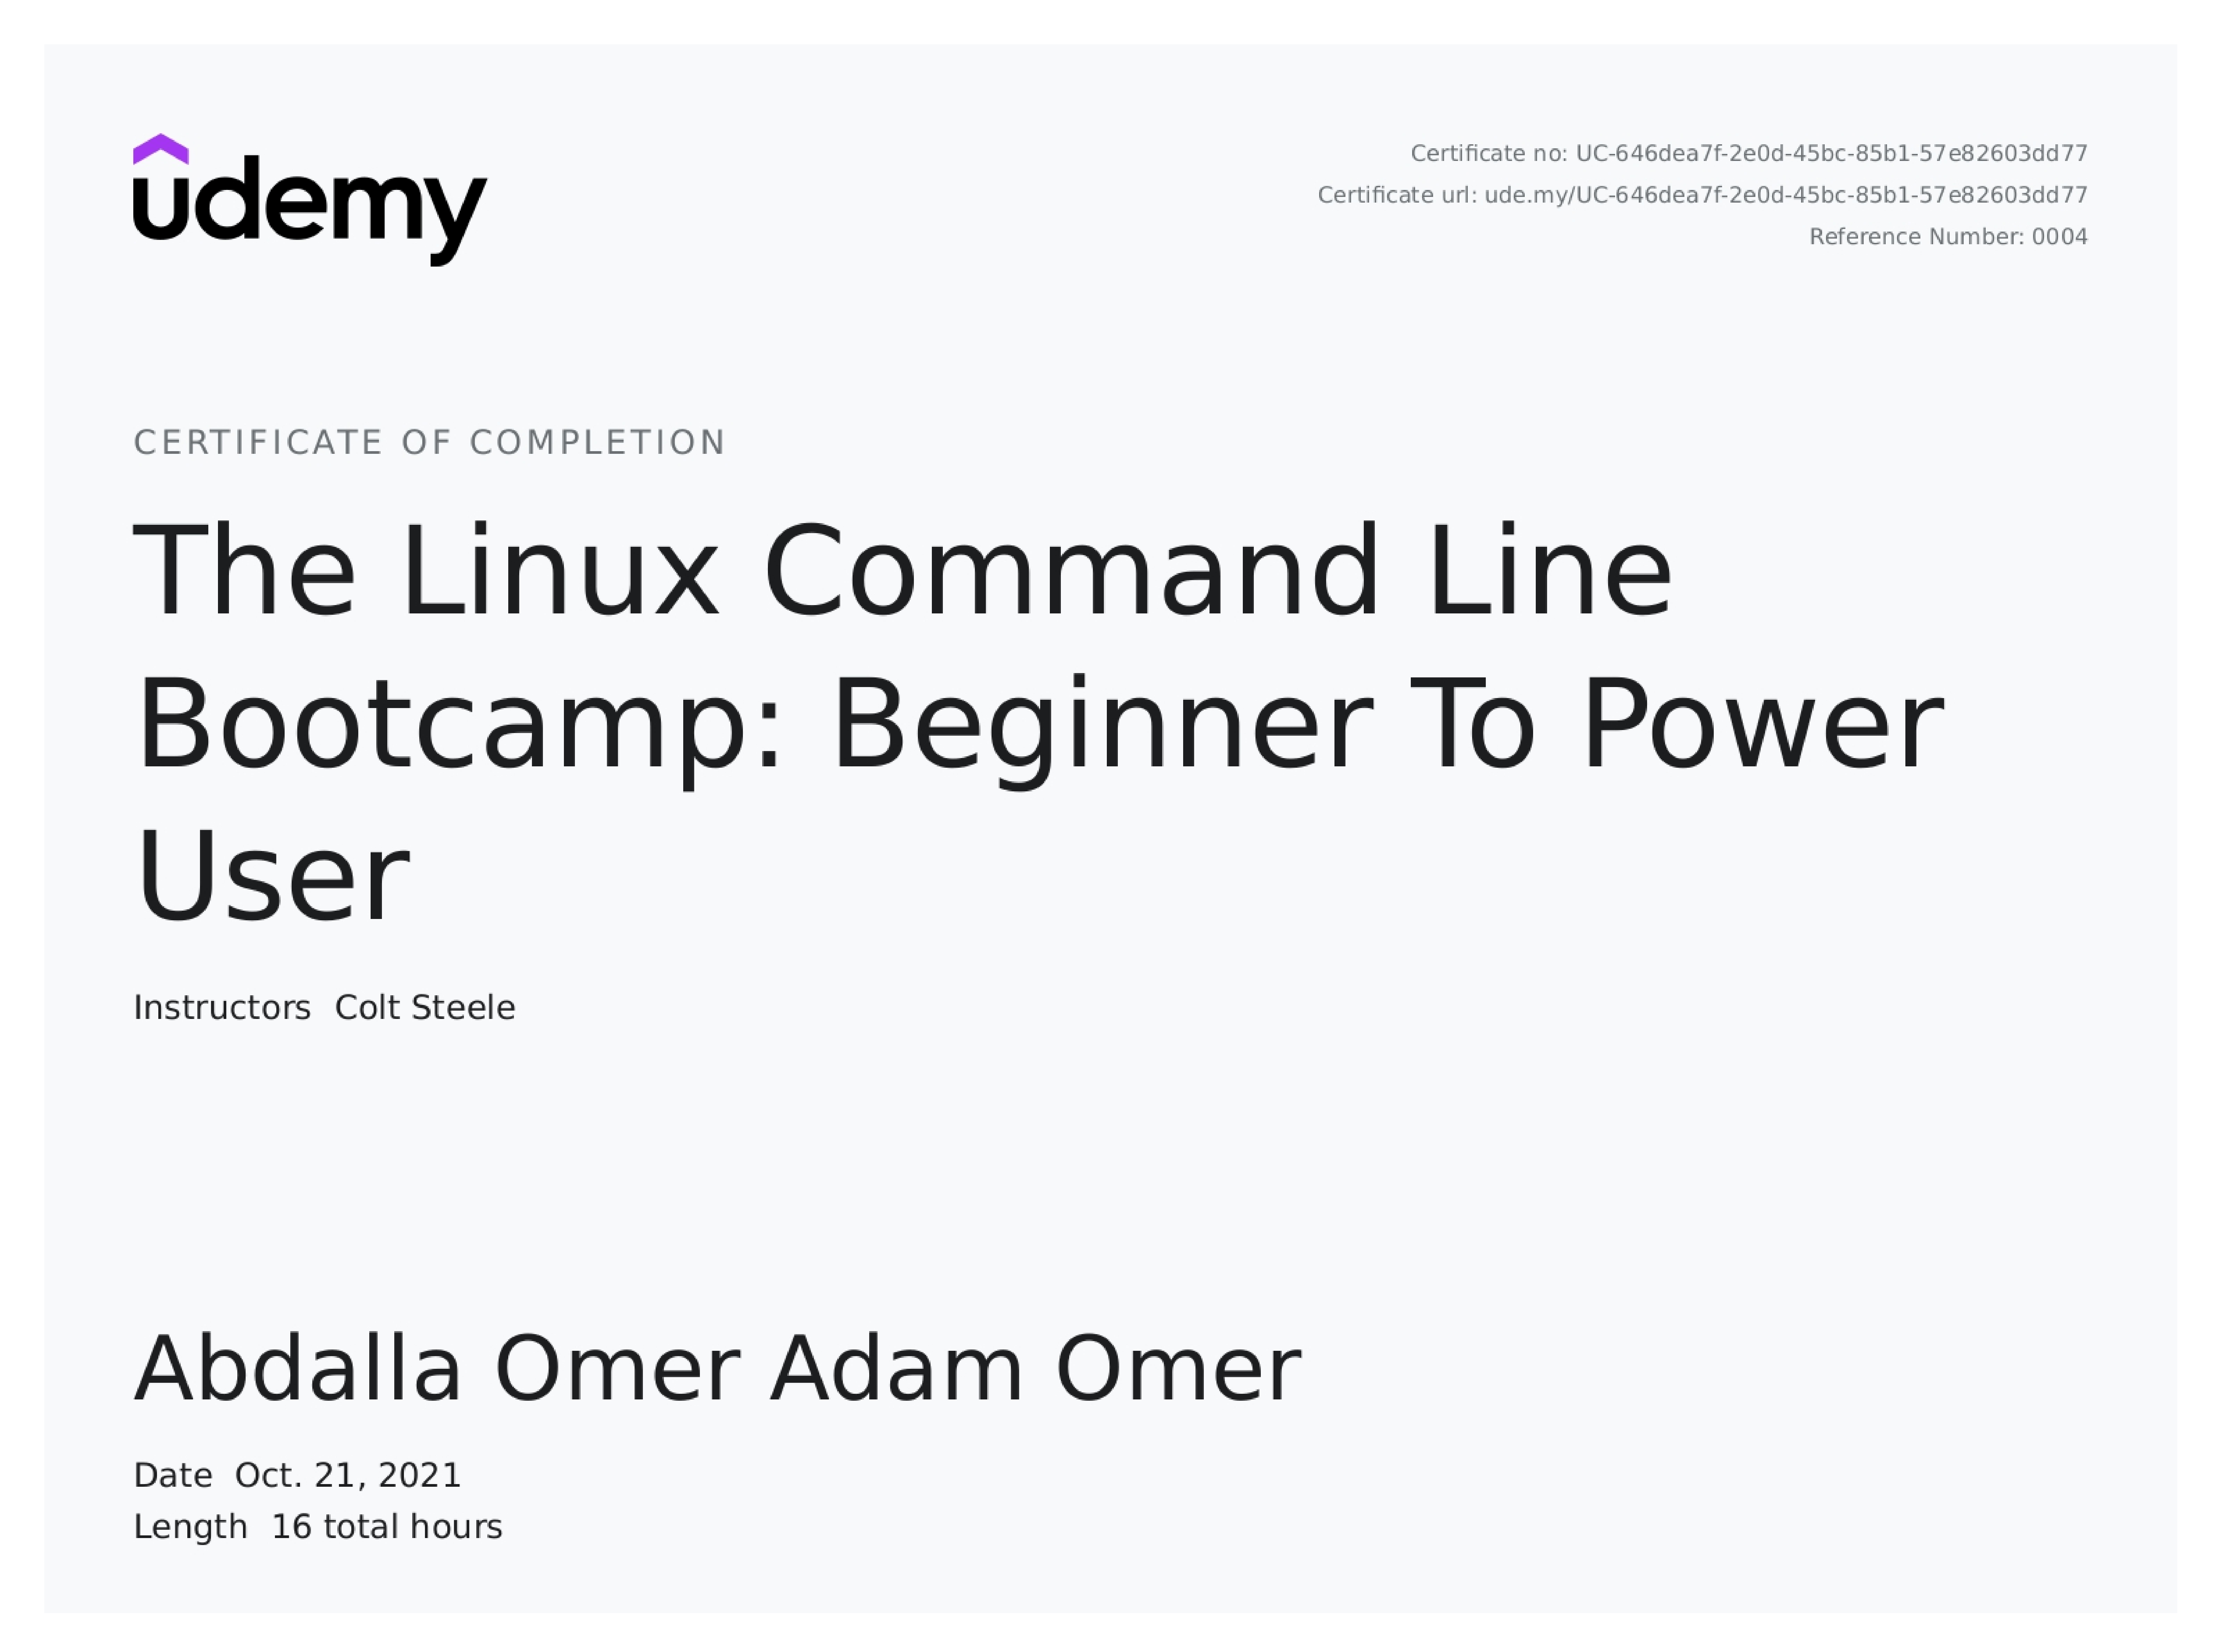 udemy
Certificate no: UC-646dea7f-2e0d-45bc-85b1-57e82603dd77
Certificate url: ude.my/UC-646dea7f-2e0d-45bc-85b1-57e82603dd77
Reference Number: 0004
CERTIFICATE OF COMPLETION
The Linux Command Line
Bootcamp: Beginner To Power
User
Instructors Colt Steele
Abdalla Omer Adam Omer
Date Oct. 21, 2021
Length 16 total hours